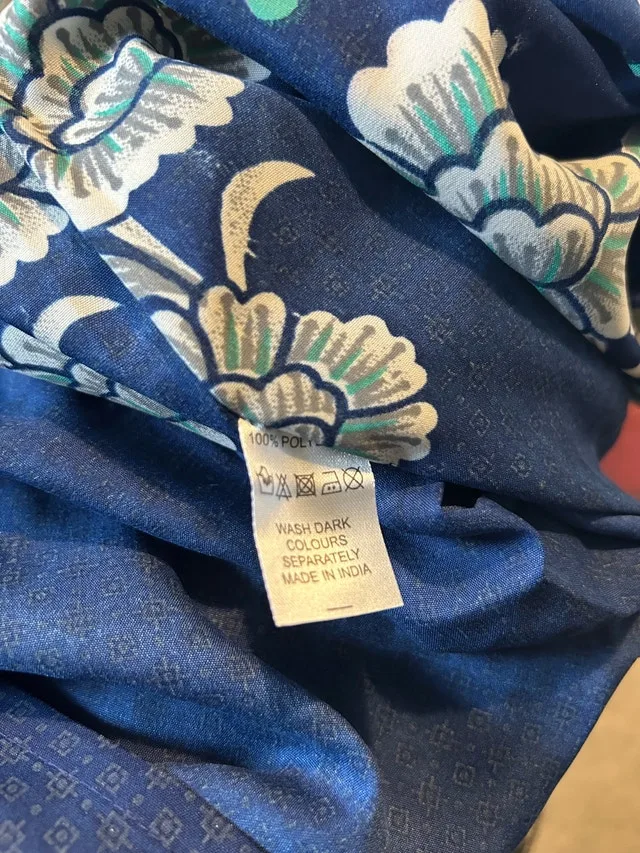 100% POLY
WASH DARK
COLOURS
SEPARATELY
MADE IN INDIA